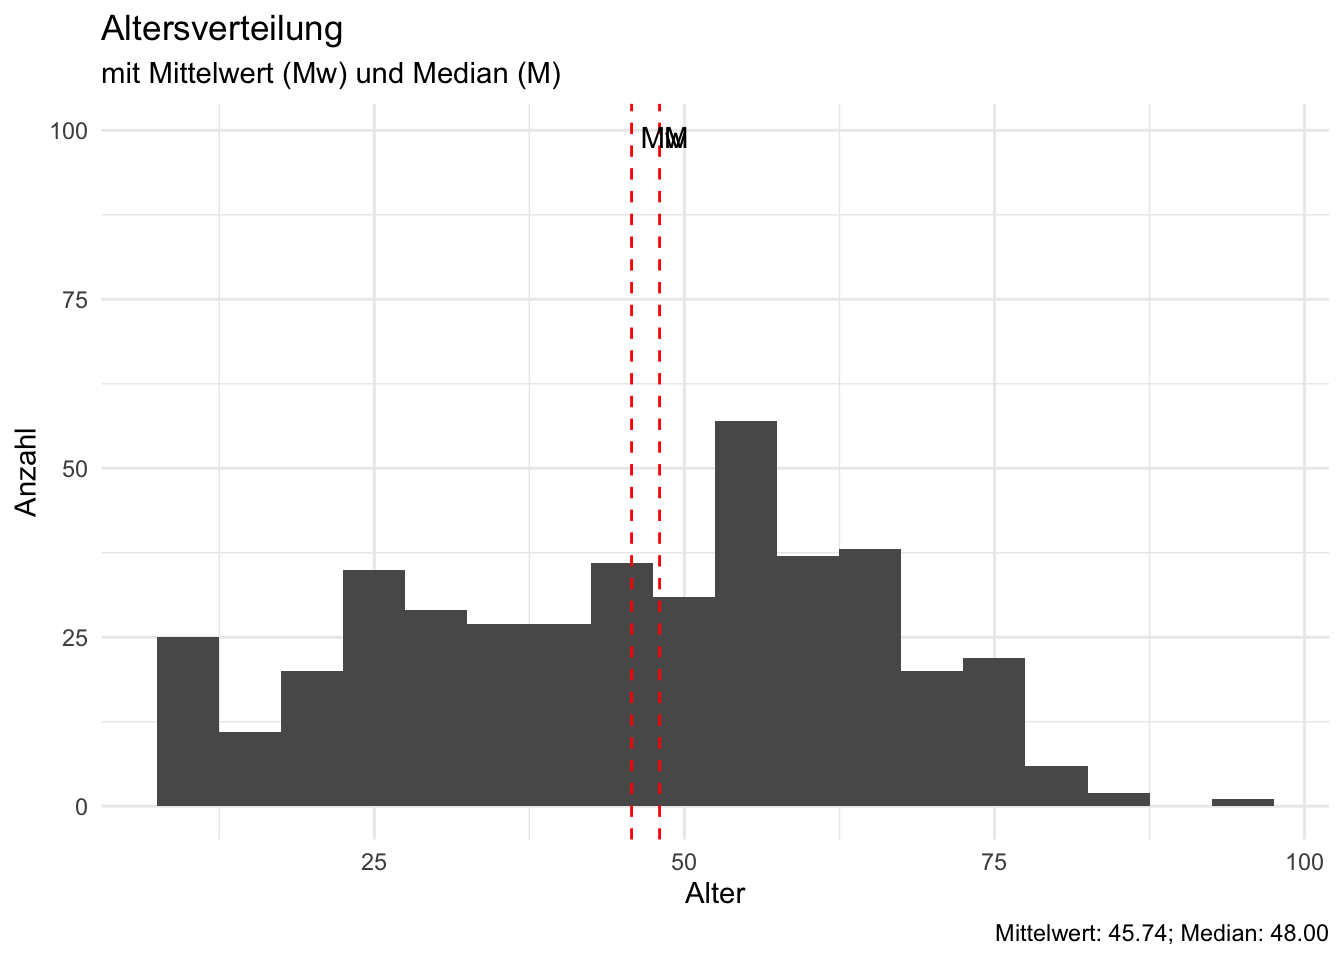 Altersverteilung
mit Mittelwert (Mw) und Median (M)
100
75
50
25
0
Anzahl
Mw M
25 50 75 100
Alter
Mittelwert: 45.74; Median: 48.00